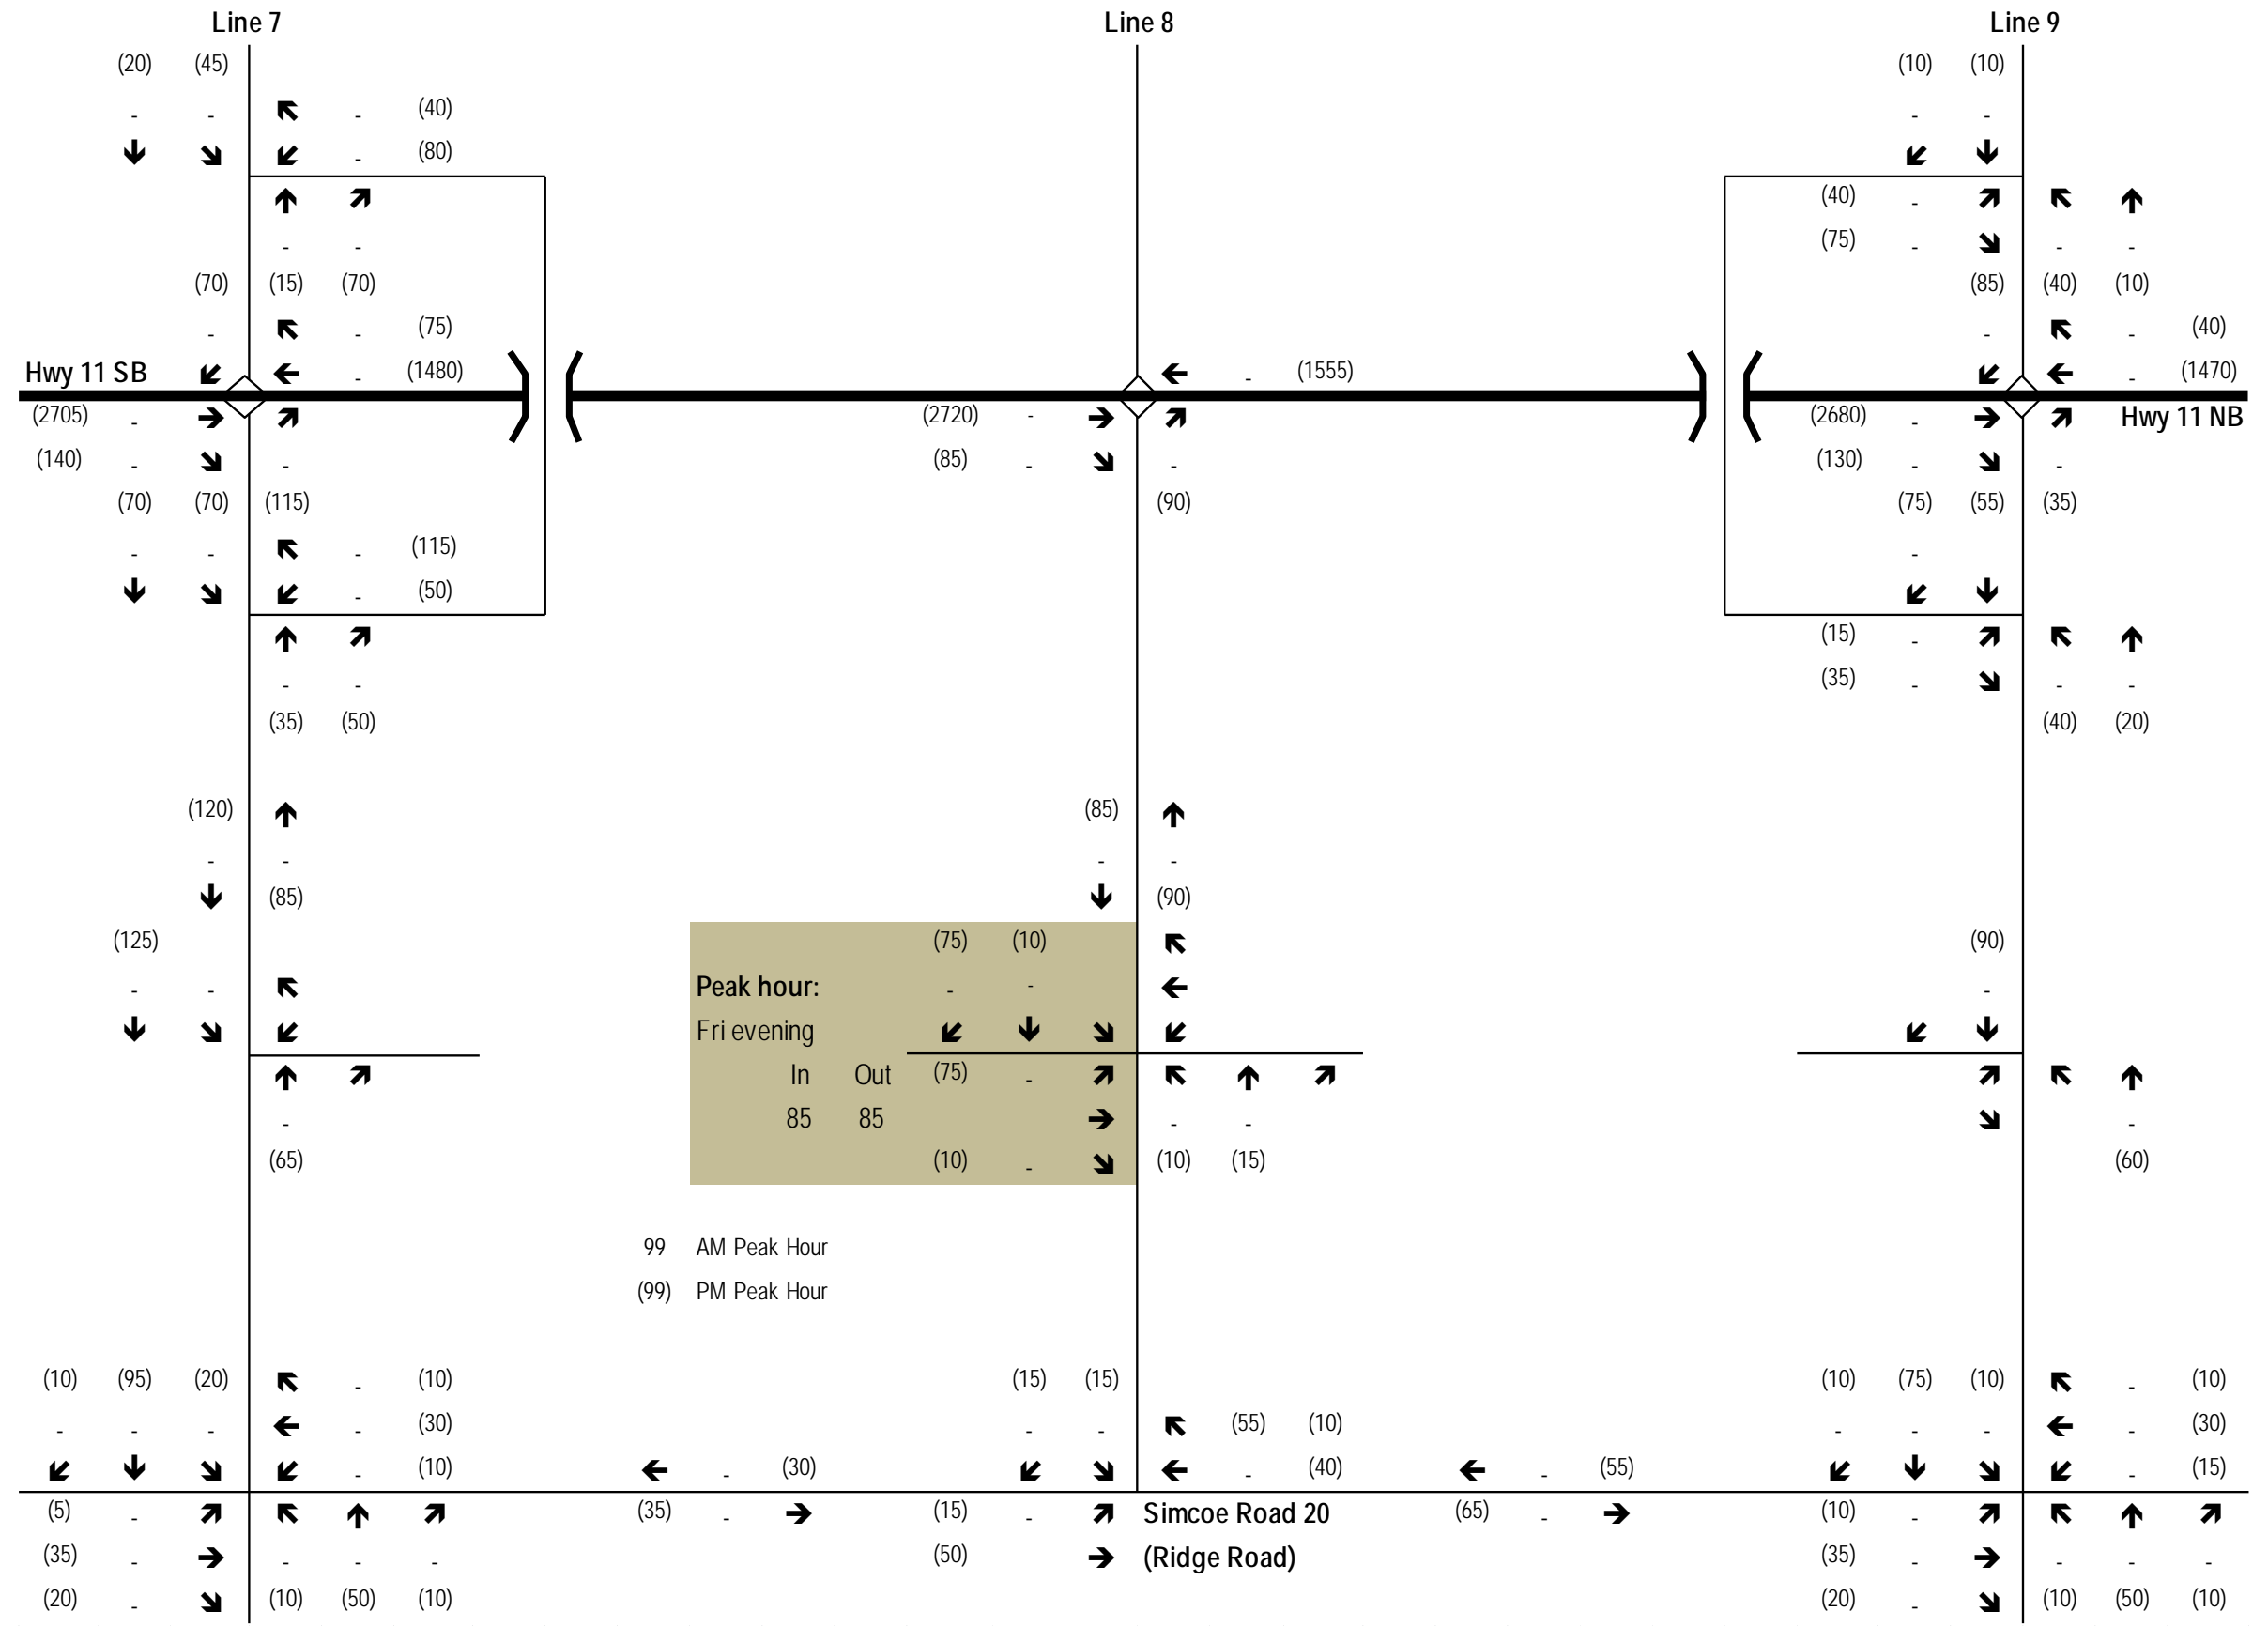 Line 7 Line 8 Line 9
(20) (45) (10) (10)
- - - (40) - -
(80)
-
(40) -
- - (75) - - -
(70) (15) (70) (85) (40) (10)
- - (75) - - (40)
Hwy 11 SB - (1480) - (1555) - (1470)
(2705) - (2720) - (2680) - Hwy 11 NB
(140) - - (85) - - (130) - -
(70) (70) (115) (90) (75) (55) (35)
- - - (115) -
- (50)
(15) -
- - (35) - - -
(35) (50) (40) (20)
(120) (85)
- - - -
(85) (90)
(125) (75) (10) (90)
- - Peak hour: - - -
Fri evening
In Out (75) -
- 85 85 - - -
(65) (10) - (10) (15) (60)
99 AM Peak Hour
(99) PM Peak Hour
(10) (95) (20) - (10) (15) (15) (10) (75) (10) - (10)
- - - - (30) - - (55) (10) - - - - (30)
- (10) - (30) - (40) - (55) - (15)
(5) - (35) - (15) - Simcoe Road 20 (65) - (10) -
(35) - - - - (50) (Ridge Road) (35) - - - -
(20) - (10) (50) (10) (20) - (10) (50) (10)